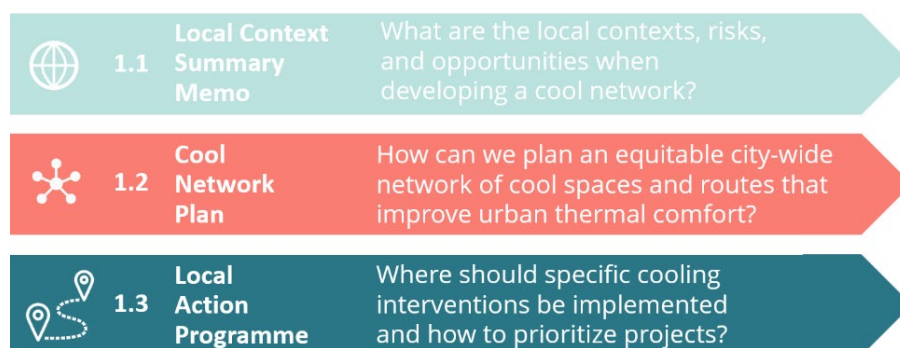 1.1
Local Context
Summary
Memo
What are the local contexts, risks,
and opportunities when
developing a cool network?
1.2
Cool
Network
Plan
How can we plan an equitable city-wide
network of cool spaces and routes that
improve urban thermal comfort?
1.3
Local
Action
Programme
Where should specific cooling
interventions be implemented
and how to prioritize projects?